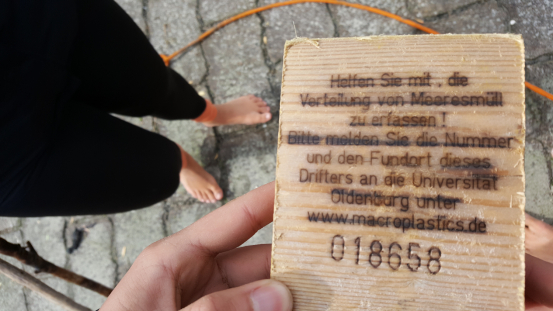 Helfen Sie mit, die
Verteilung von Meeresmüll
zu erfassen!
Bitte melden Sie die Nummer
und den Fundort dieses
Drifters an die Universität
Oldenburg unter
www.macroplastics.de
018658